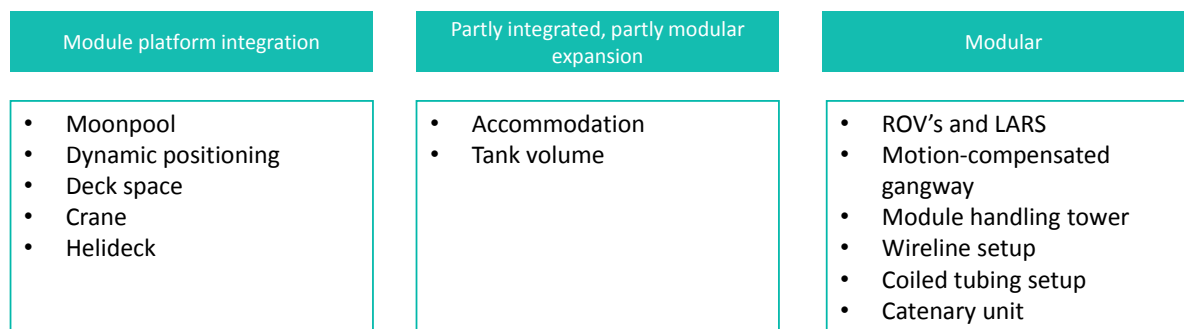 Module platform integration
Partly integrated, partly modular
expansion
Modular
• Moonpool
• Dynamic positioning
• Deck space
• Crane
• Helideck
• Accommodation
• Tank volume
• ROV's and LARS
• Motion-compensated
gangway
• Module handling tower
• Wireline setup
• Coiled tubing setup
• Catenary unit